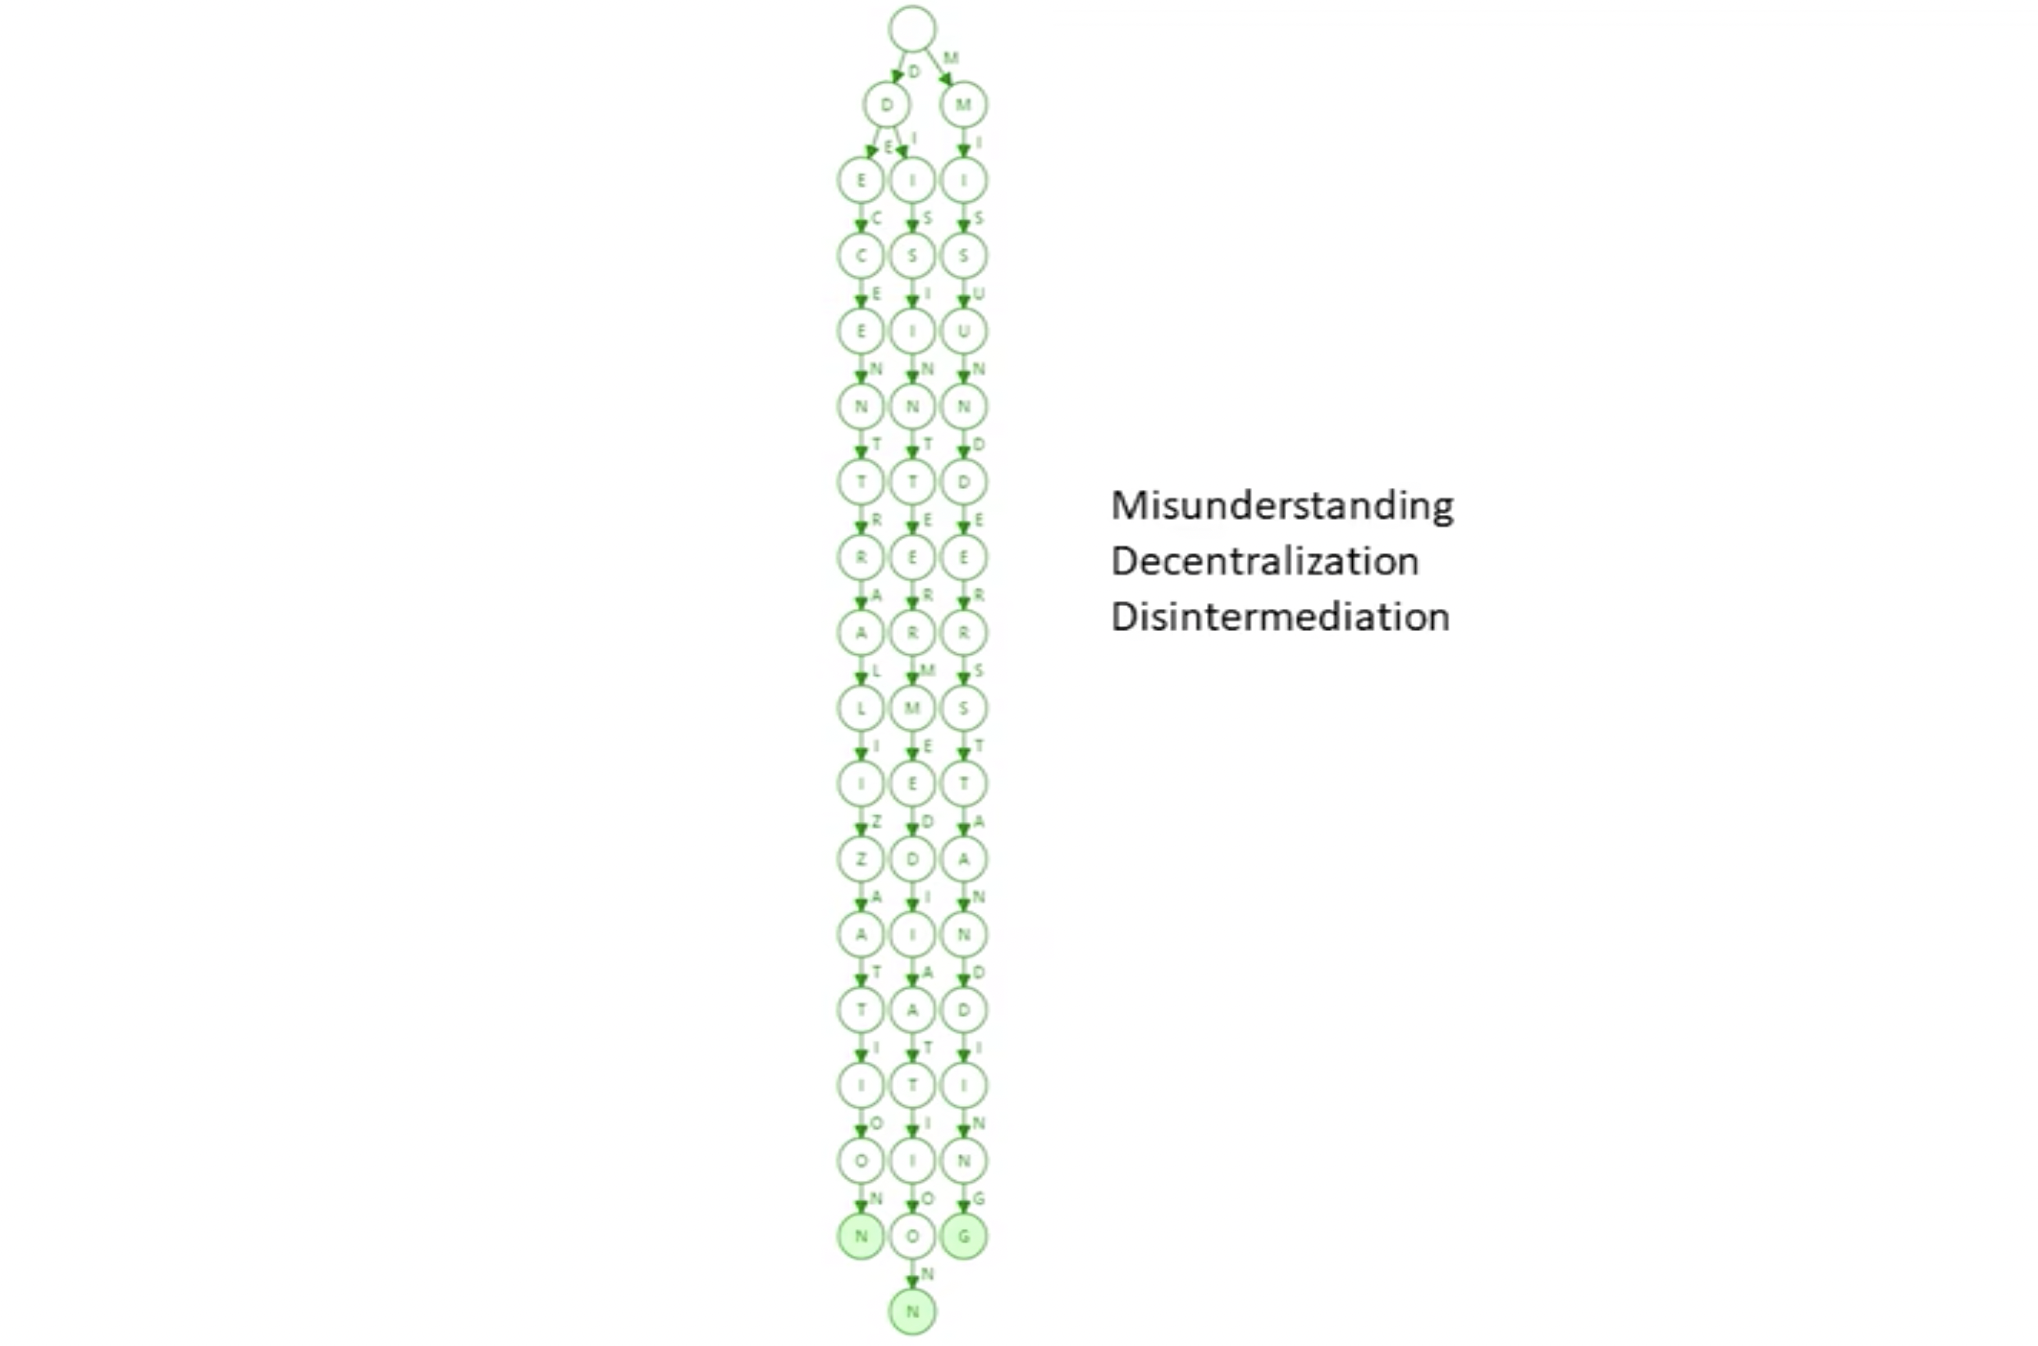 D M
D M
E I I
E I I
C S S
C S S
E I U
E I U
N N N
N N N
T T D
T T D
R E E
R E E
A R R
A R R
L M S
L M S
I E T
I E T
Z D A
Z D A
A I N
A I N
T A D
T A D
I T I
I T I
O I N
O I N
N O G
N O G
N
N
Misunderstanding
Decentralization
Disintermediation